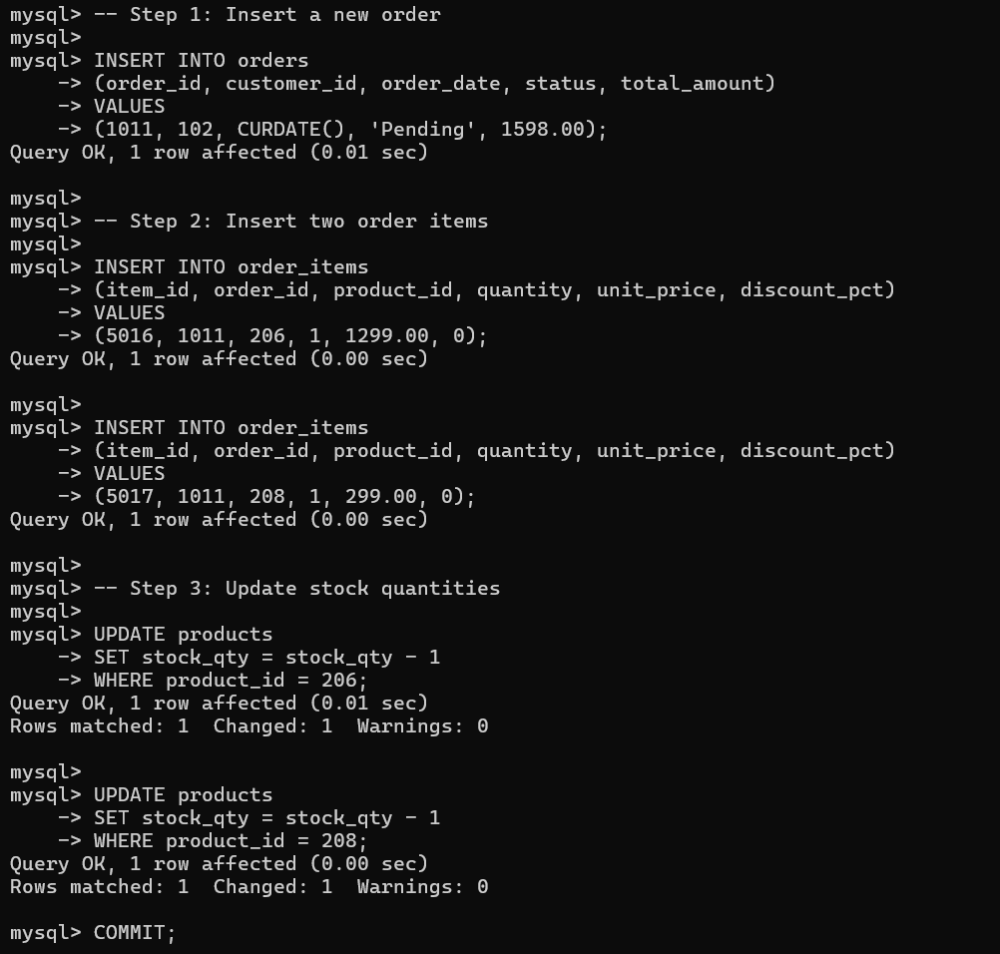 mysql> -- Step 1: Insert a new order
mysql>
mysql> INSERT INTO orders
    -> (order_id, customer_id, order_date, status, total_amount)
    -> VALUES
    -> (1011, 102, CURDATE(), 'Pending', 1598.00);
Query OK, 1 row affected (0.01 sec)

mysql>
mysql> -- Step 2: Insert two order items
mysql>
mysql> INSERT INTO order_items
    -> (item_id, order_id, product_id, quantity, unit_price, discount_pct)
    -> VALUES
    -> (5016, 1011, 206, 1, 1299.00, 0);
Query OK, 1 row affected (0.00 sec)

mysql>
mysql> INSERT INTO order_items
    -> (item_id, order_id, product_id, quantity, unit_price, discount_pct)
    -> VALUES
    -> (5017, 1011, 208, 1, 299.00, 0);
Query OK, 1 row affected (0.00 sec)

mysql>
mysql> -- Step 3: Update stock quantities
mysql>
mysql> UPDATE products
    -> SET stock_qty = stock_qty - 1
    -> WHERE product_id = 206;
Query OK, 1 row affected (0.01 sec)
Rows matched: 1  Changed: 1  Warnings: 0

mysql>
mysql> UPDATE products
    -> SET stock_qty = stock_qty - 1
    -> WHERE product_id = 208;
Query OK, 1 row affected (0.00 sec)
Rows matched: 1  Changed: 1  Warnings: 0

mysql> COMMIT;